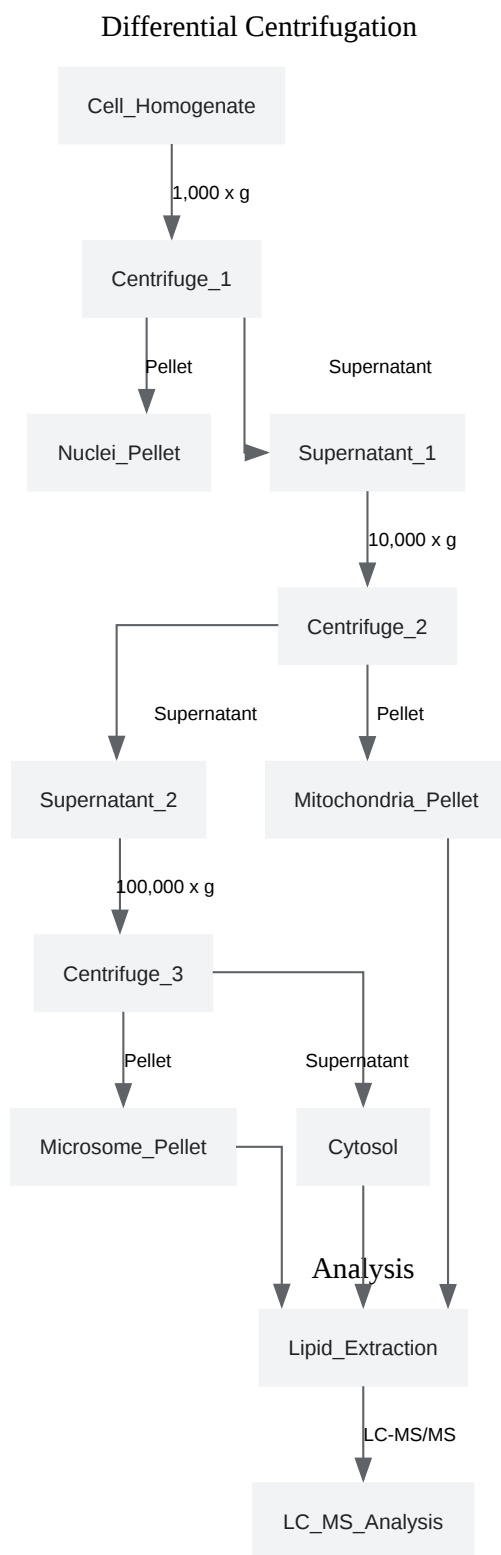 Differential Centrifugation
Cell_Homogenate
1,000 x g
Centrifuge_1
Pellet
Supernatant
Nuclei_Pellet
Supernatant_1
10,000 x g
Centrifuge_2
Supernatant
Pellet
Supernatant_2
Mitochondria_Pellet
100,000 x g
Centrifuge_3
Pellet
Supernatant
Microsome_Pellet
Cytosol
Analysis
Lipid_Extraction
LC-MS/MS
LC_MS_Analysis